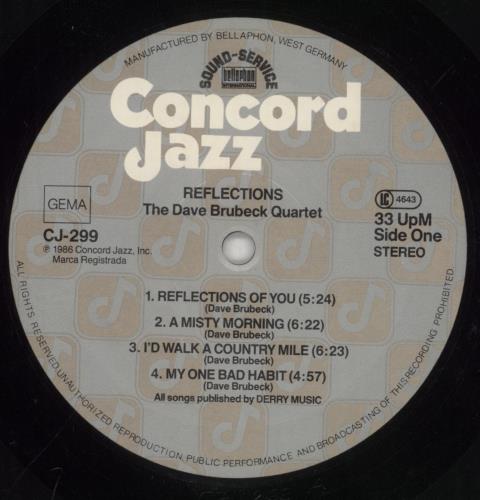 MANUFACTURED BY BELLAPHON, WEST GERMANY
SOUND-SERVICE
bellaphon
INTERNATIONAL
Concord
Jazz
REFLECTIONS
The Dave Brubeck Quartet
GEMA
CJ-299
℗ 1986 Concord Jazz, Inc.
Marca Registrada
LC 4643
33 UpM
Side One
STEREO
1. REFLECTIONS OF YOU (5:24)
(Dave Brubeck)
2. A MISTY MORNING (6:22)
(Dave Brubeck)
3. I'D WALK A COUNTRY MILE (6:23)
(Dave Brubeck)
4. MY ONE BAD HABIT (4:57)
(Dave Brubeck)
All songs published by DERRY MUSIC
ALL RIGHTS RESERVED. UNAUTHORIZED REPRODUCTION, PUBLIC PERFORMANCE AND BROADCASTING OF THIS RECORDING PROHIBITED.